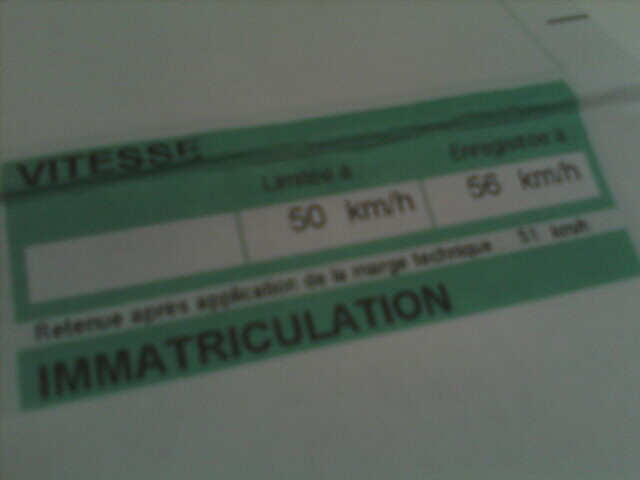 VITESSE
Limitée à Enregistrée à
50 km/h 56 km/h
Retenue après application de la marge technique 51 km/h
IMMATRICULATION